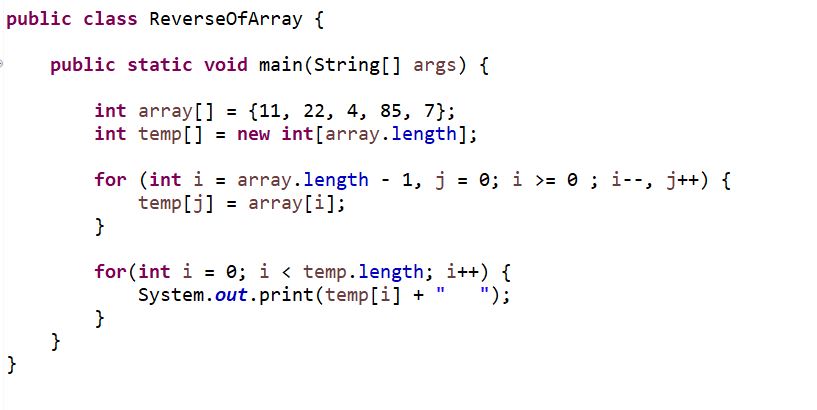 public class ReverseOfArray {
public static void main(String[] args) {
int array[] = {11, 22, 4, 85, 7};
int temp[] = new int[array.length];
for (int i = array.length - 1, j = 0; i >= 0 ; i--, j++) {
temp[j] = array[i];
}
for(int i = 0; i < temp.length; i++) {
System.out.print(temp[i] + "   ");
}
}
}